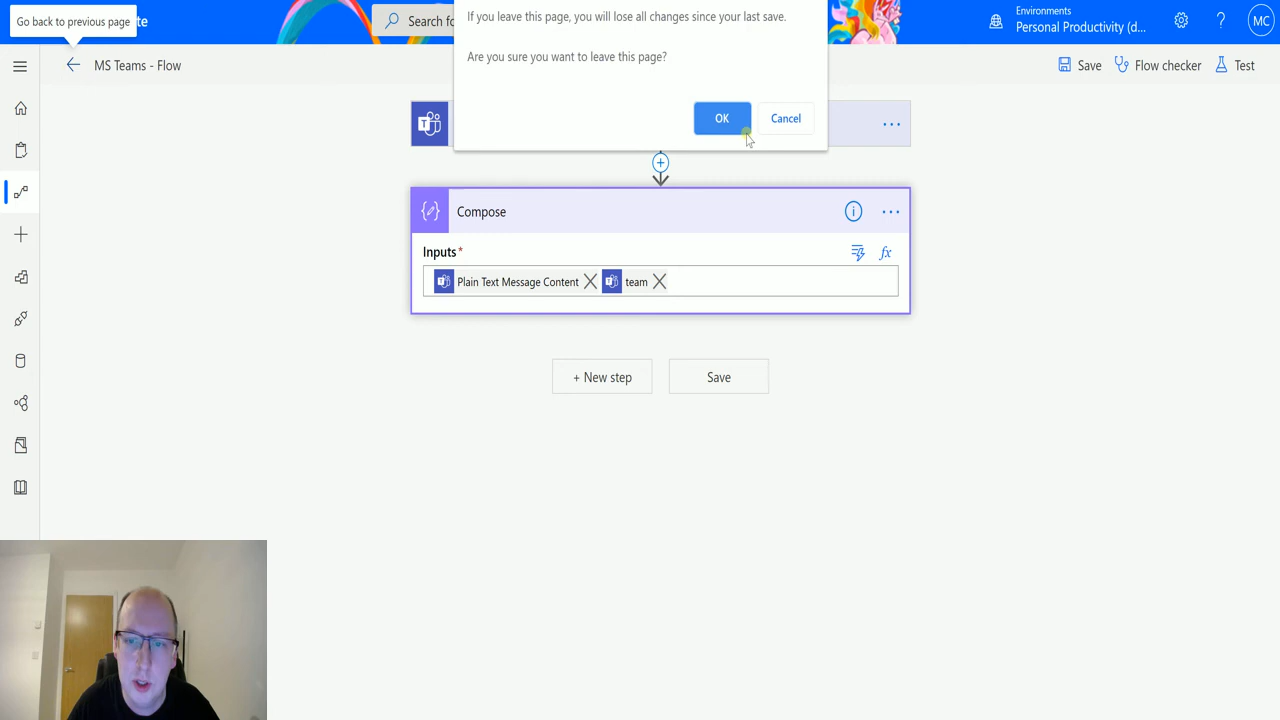 Go back to previous page
te
Search fo
If you leave this page, you will lose all changes since your last save.
Are you sure you want to leave this page?
OK
Cancel
Environments
Personal Productivity (d...
?
MC
MS Teams - Flow
Save
Flow checker
Test
T
...
Compose
...
Inputs *
fx
Plain Text Message Content
team
+ New step
Save